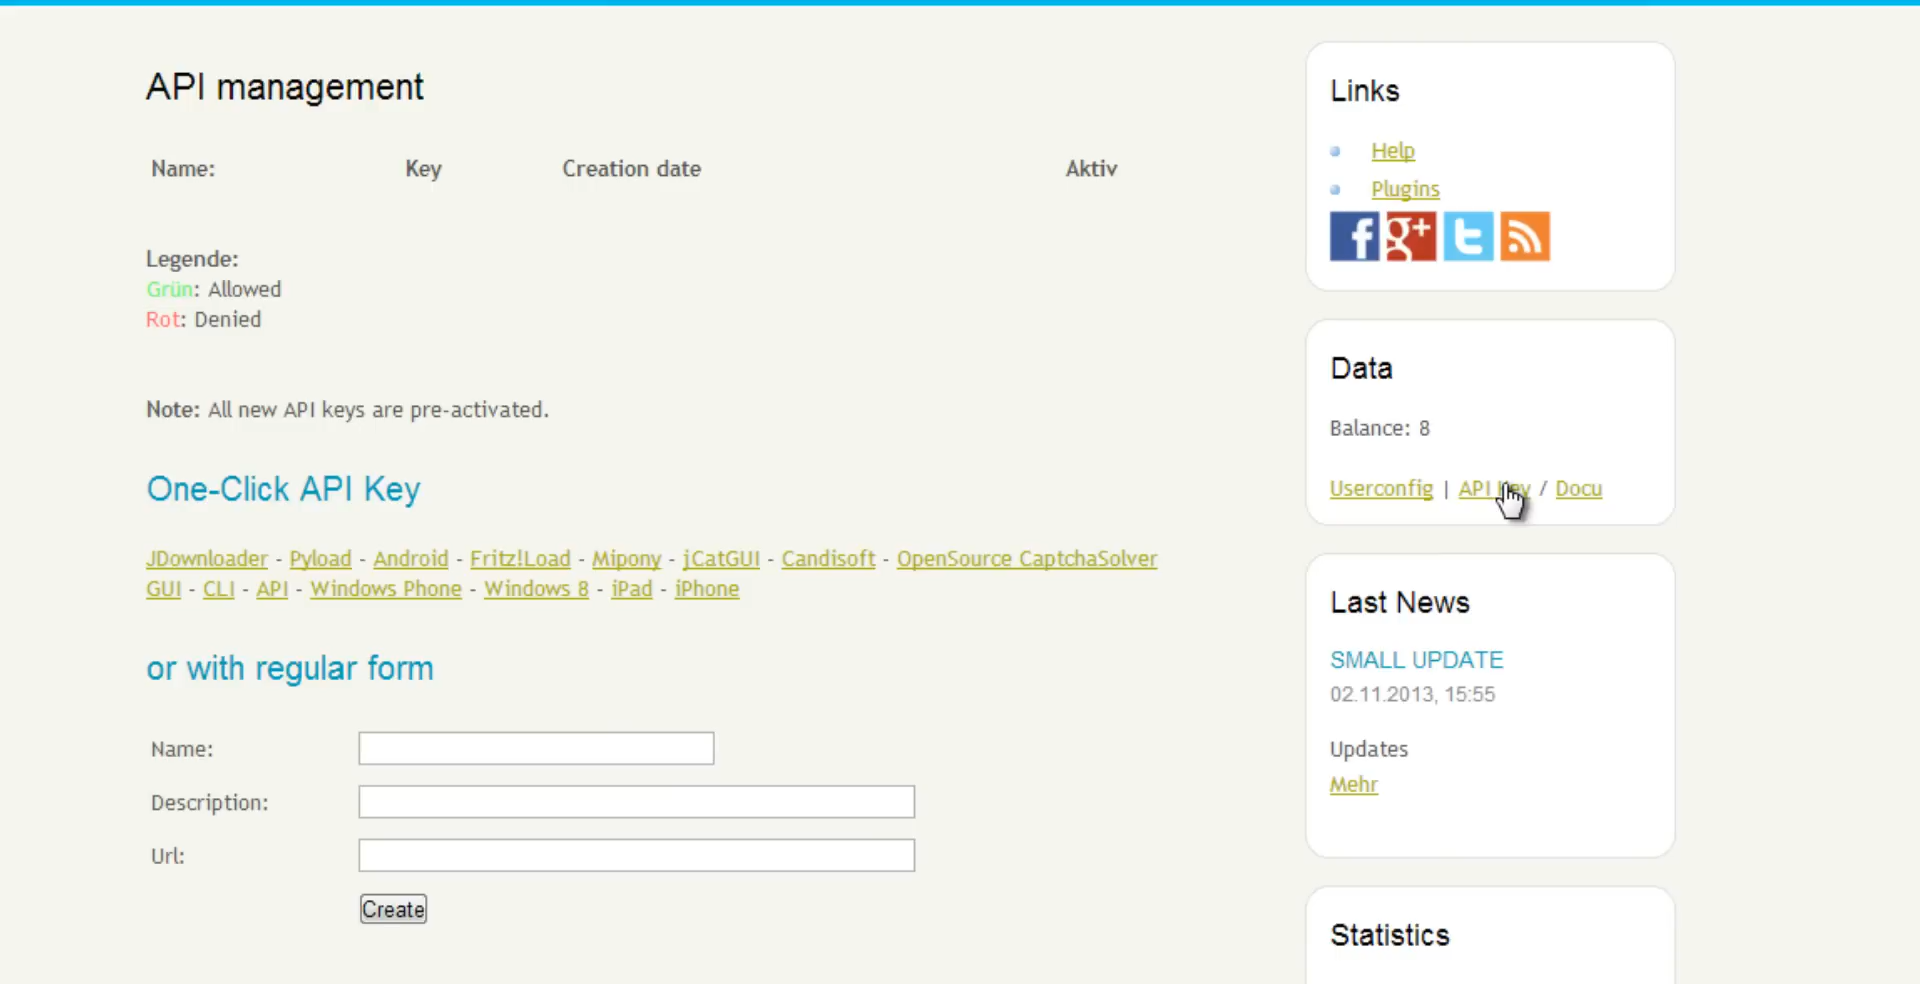 API management
Name: Key Creation date Aktiv
Legende:
Grün: Allowed
Rot: Denied
Note: All new API keys are pre-activated.
One-Click API Key
JDownloader - Pyload - Android - Fritz!Load - Mipony - jCatGUI - Candisoft - OpenSource CaptchaSolver
GUI - CLI - API - Windows Phone - Windows 8 - iPad - iPhone
or with regular form
Name:
Description:
Url:
Create
Links
Help
Plugins
Data
Balance: 8
Userconfig | API Key / Docu
Last News
SMALL UPDATE
02.11.2013, 15:55
Updates
Mehr
Statistics